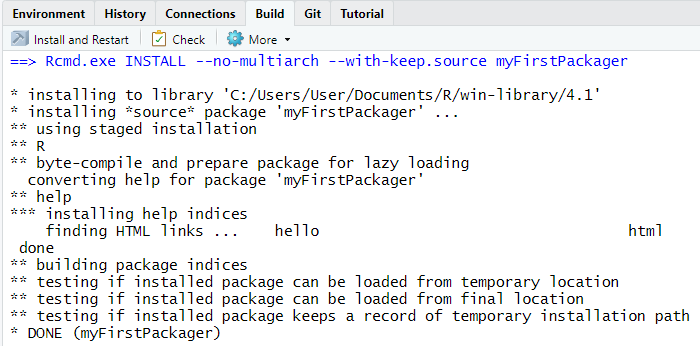 Environment History Connections Build Git Tutorial
Install and Restart Check More
==> Rcmd.exe INSTALL --no-multiarch --with-keep.source myFirstPackager
* installing to library 'C:/Users/User/Documents/R/win-library/4.1'
* installing *source* package 'myFirstPackager' ...
** using staged installation
** R
** byte-compile and prepare package for lazy loading
  converting help for package 'myFirstPackager'
** help
*** installing help indices
    finding HTML links ...    hello                                   html
 done
** building package indices
** testing if installed package can be loaded from temporary location
** testing if installed package can be loaded from final location
** testing if installed package keeps a record of temporary installation path
* DONE (myFirstPackager)